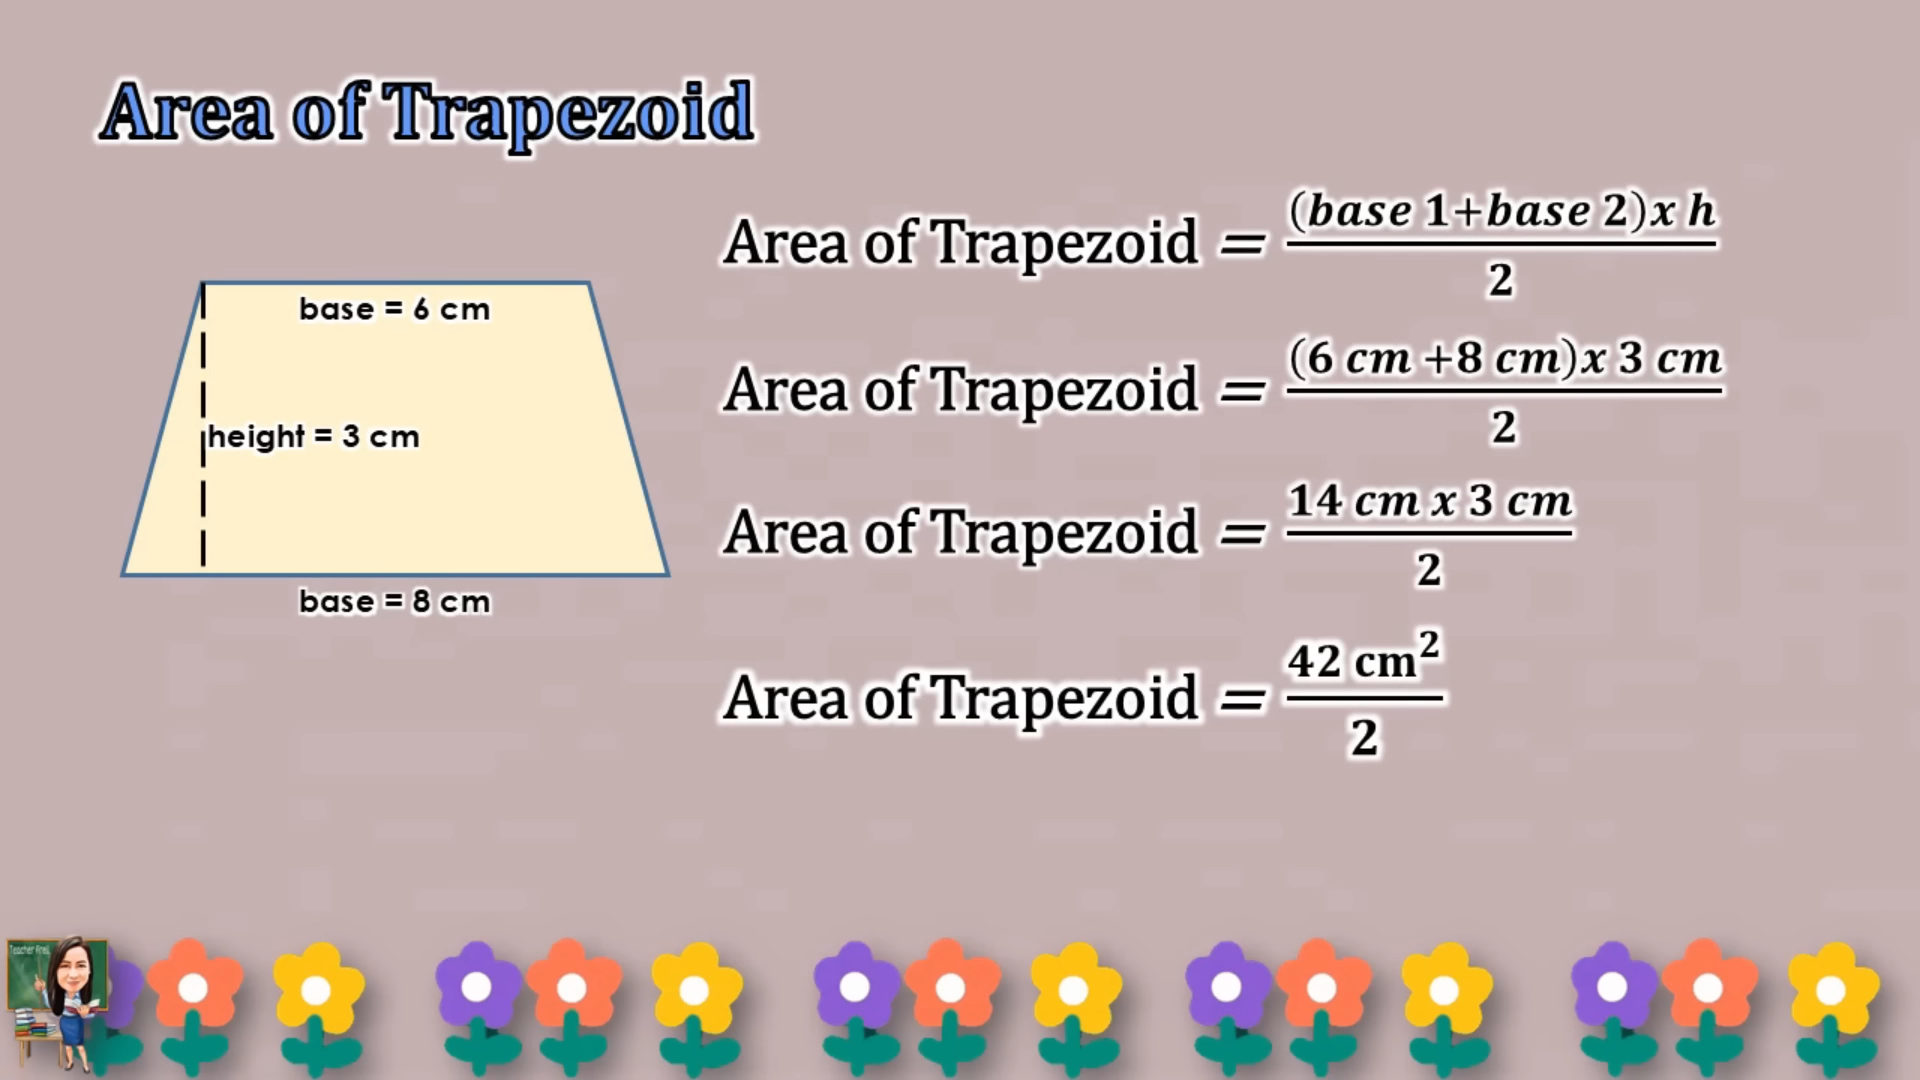 Area of Trapezoid
base = 6 cm
height = 3 cm
base = 8 cm
Area of Trapezoid = (base 1+base 2)x h / 2
Area of Trapezoid = (6 cm +8 cm)x 3 cm / 2
Area of Trapezoid = 14 cm x 3 cm / 2
Area of Trapezoid = 42 cm² / 2